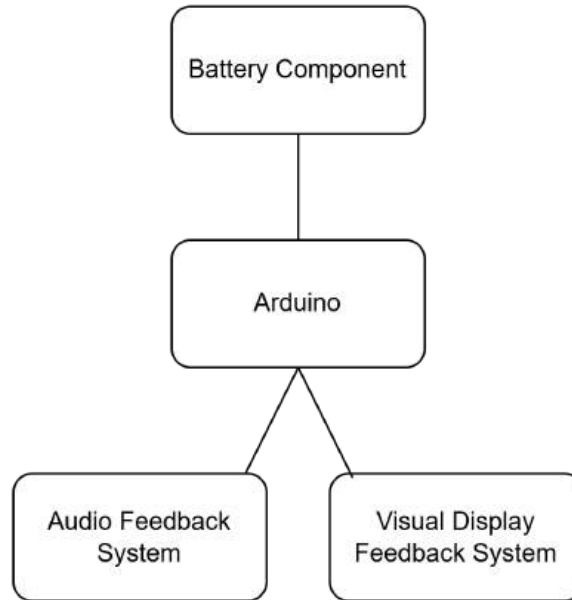 Battery Component
Arduino
Audio Feedback
System
Visual Display
Feedback System